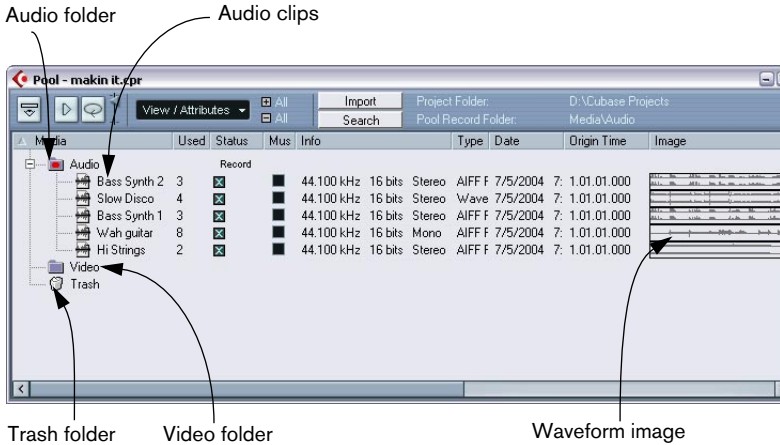 Audio folder
Audio clips
Pool - makin it.cpr
View / Attributes
All
All
Import
Search
Project Folder:
Pool Record Folder:
D:\Cubase Projects
Media\Audio
Media Used Status Mus Info Type Date Origin Time Image
Audio Record
Bass Synth 2 3 44.100 kHz 16 bits Stereo AIFF F 7/5/2004 7: 1.01.01.000
Slow Disco 4 44.100 kHz 16 bits Stereo Wave 7/5/2004 7: 1.01.01.000
Bass Synth 1 3 44.100 kHz 16 bits Stereo AIFF F 7/5/2004 7: 1.01.01.000
Wah guitar 8 44.100 kHz 16 bits Mono AIFF F 7/5/2004 7: 1.01.01.000
Hi Strings 2 44.100 kHz 16 bits Stereo AIFF F 7/5/2004 7: 1.01.01.000
Video
Trash
Trash folder
Video folder
Waveform image